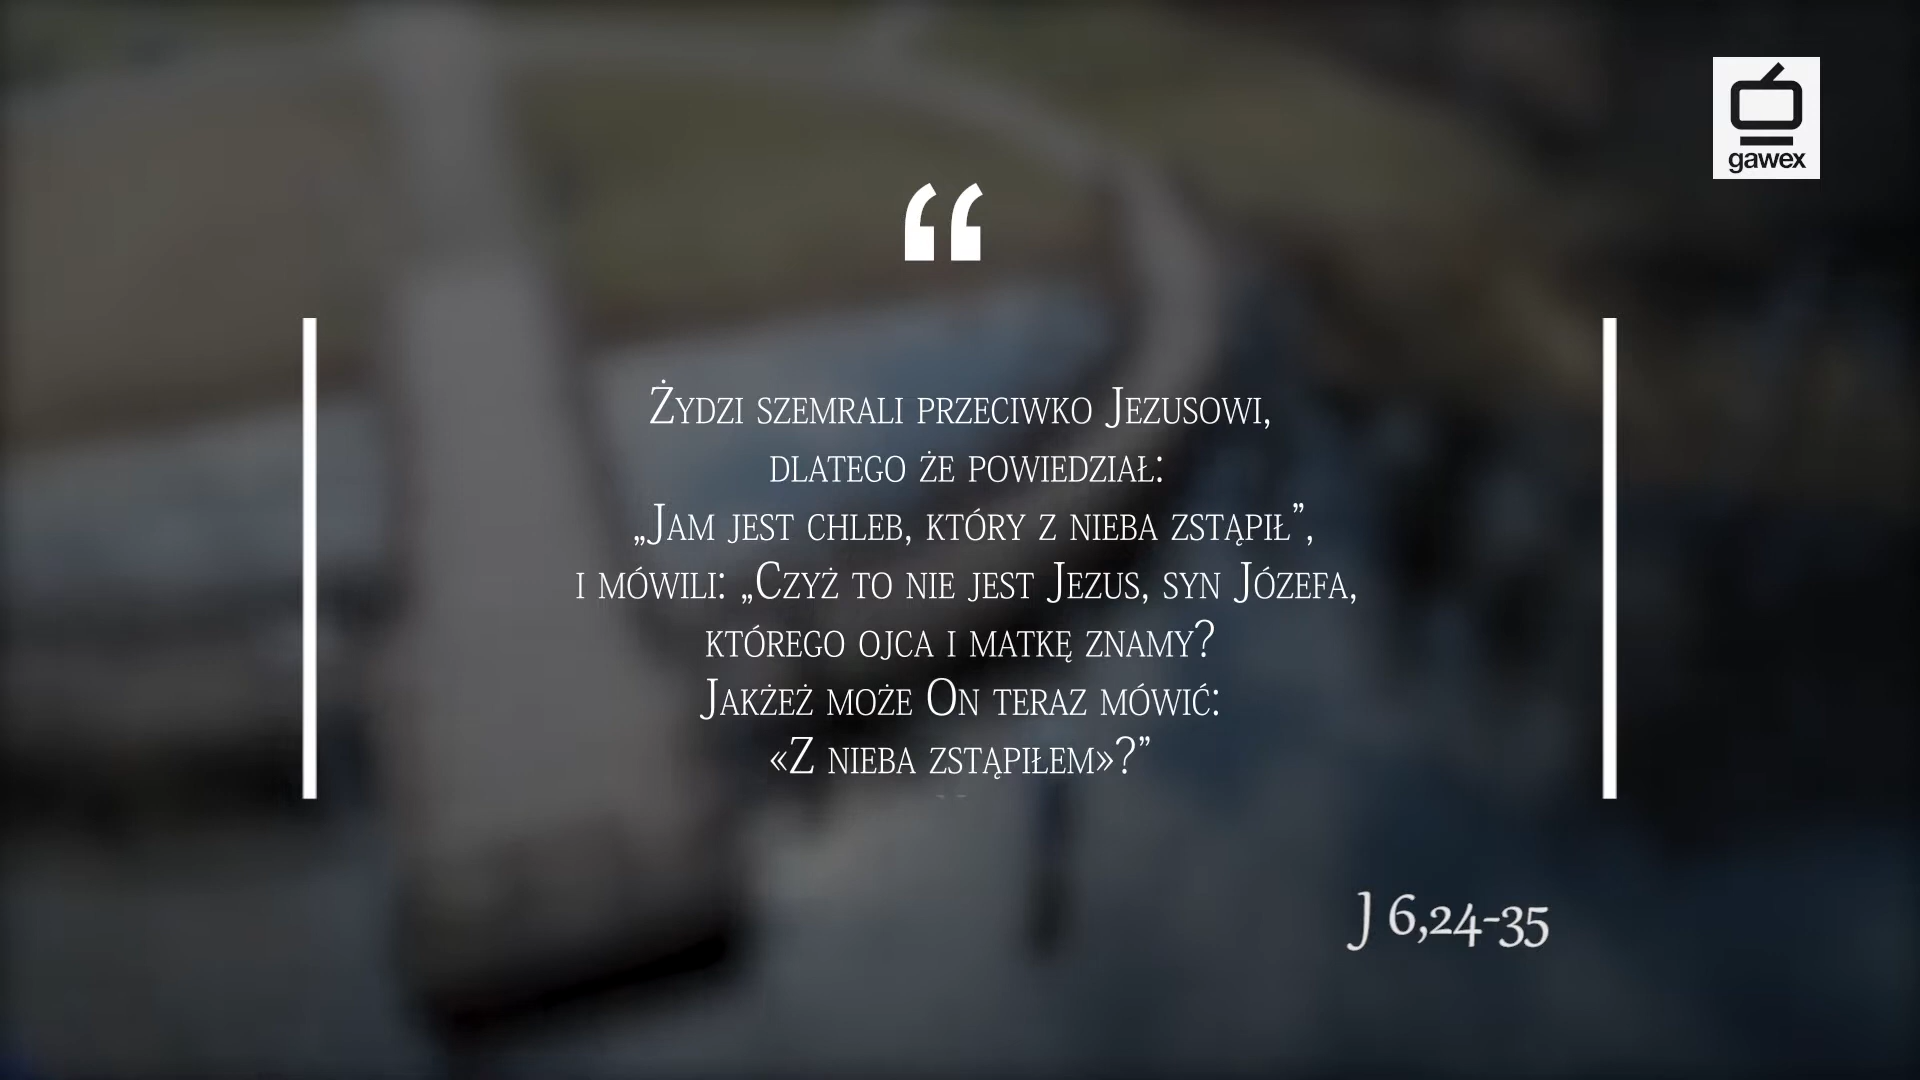 gawex
“
Żydzi szemrali przeciwko Jezusowi,
dlatego że powiedział:
„Jam jest chleb, który z nieba zstąpił”,
i mówili: „Czyż to nie jest Jezus, syn Józefa,
którego ojca i matkę znamy?
Jakżeż może On teraz mówić:
«Z nieba zstąpiłem»?”
J 6,24-35